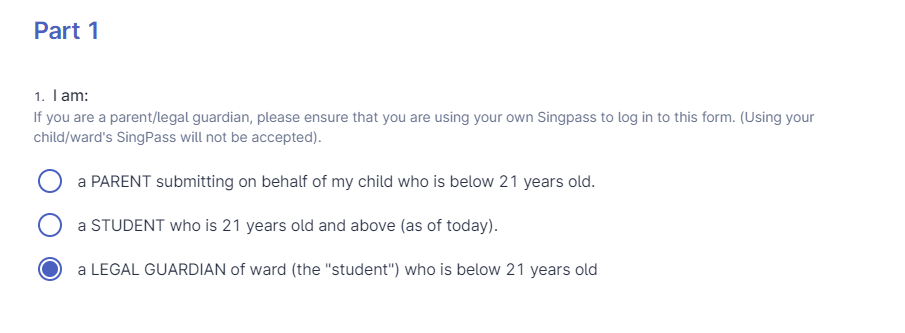 Part 1
1. I am:
If you are a parent/legal guardian, please ensure that you are using your own Singpass to log in to this form. (Using your
child/ward's SingPass will not be accepted).
a PARENT submitting on behalf of my child who is below 21 years old.
a STUDENT who is 21 years old and above (as of today).
a LEGAL GUARDIAN of ward (the "student") who is below 21 years old